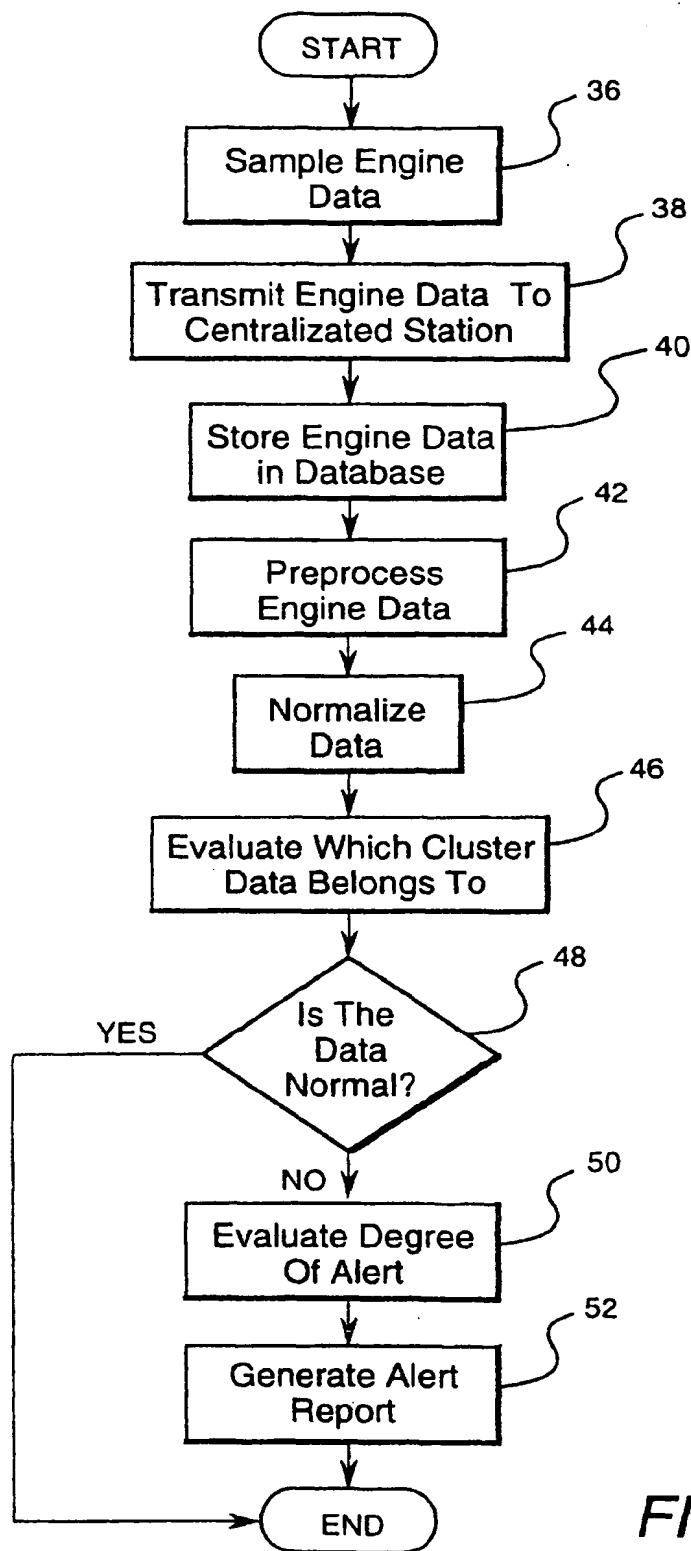 START
36
Sample Engine
Data
38
Transmit Engine Data To
Centralizated Station
40
Store Engine Data
in Database
42
Preprocess
Engine Data
44
Normalize
Data
46
Evaluate Which Cluster
Data Belongs To
48
Is The
Data
Normal?
YES
NO
50
Evaluate Degree
Of Alert
52
Generate Alert
Report
END